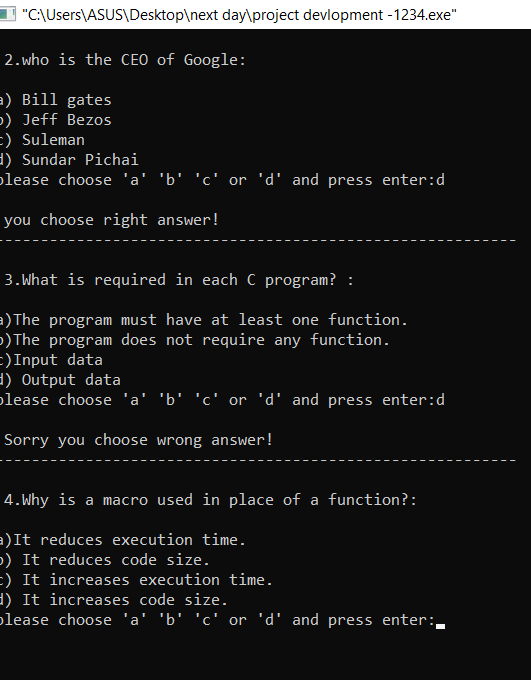 "C:\Users\ASUS\Desktop\next day\project devlopment -1234.exe"
2.who is the CEO of Google:
a) Bill gates
b) Jeff Bezos
c) Suleman
d) Sundar Pichai
please choose 'a' 'b' 'c' or 'd' and press enter:d
you choose right answer!
----------------------------------------------------------
3.What is required in each C program? :
a)The program must have at least one function.
b)The program does not require any function.
c)Input data
d) Output data
please choose 'a' 'b' 'c' or 'd' and press enter:d
Sorry you choose wrong answer!
----------------------------------------------------------
4.Why is a macro used in place of a function?:
a)It reduces execution time.
b) It reduces code size.
c) It increases execution time.
d) It increases code size.
please choose 'a' 'b' 'c' or 'd' and press enter: